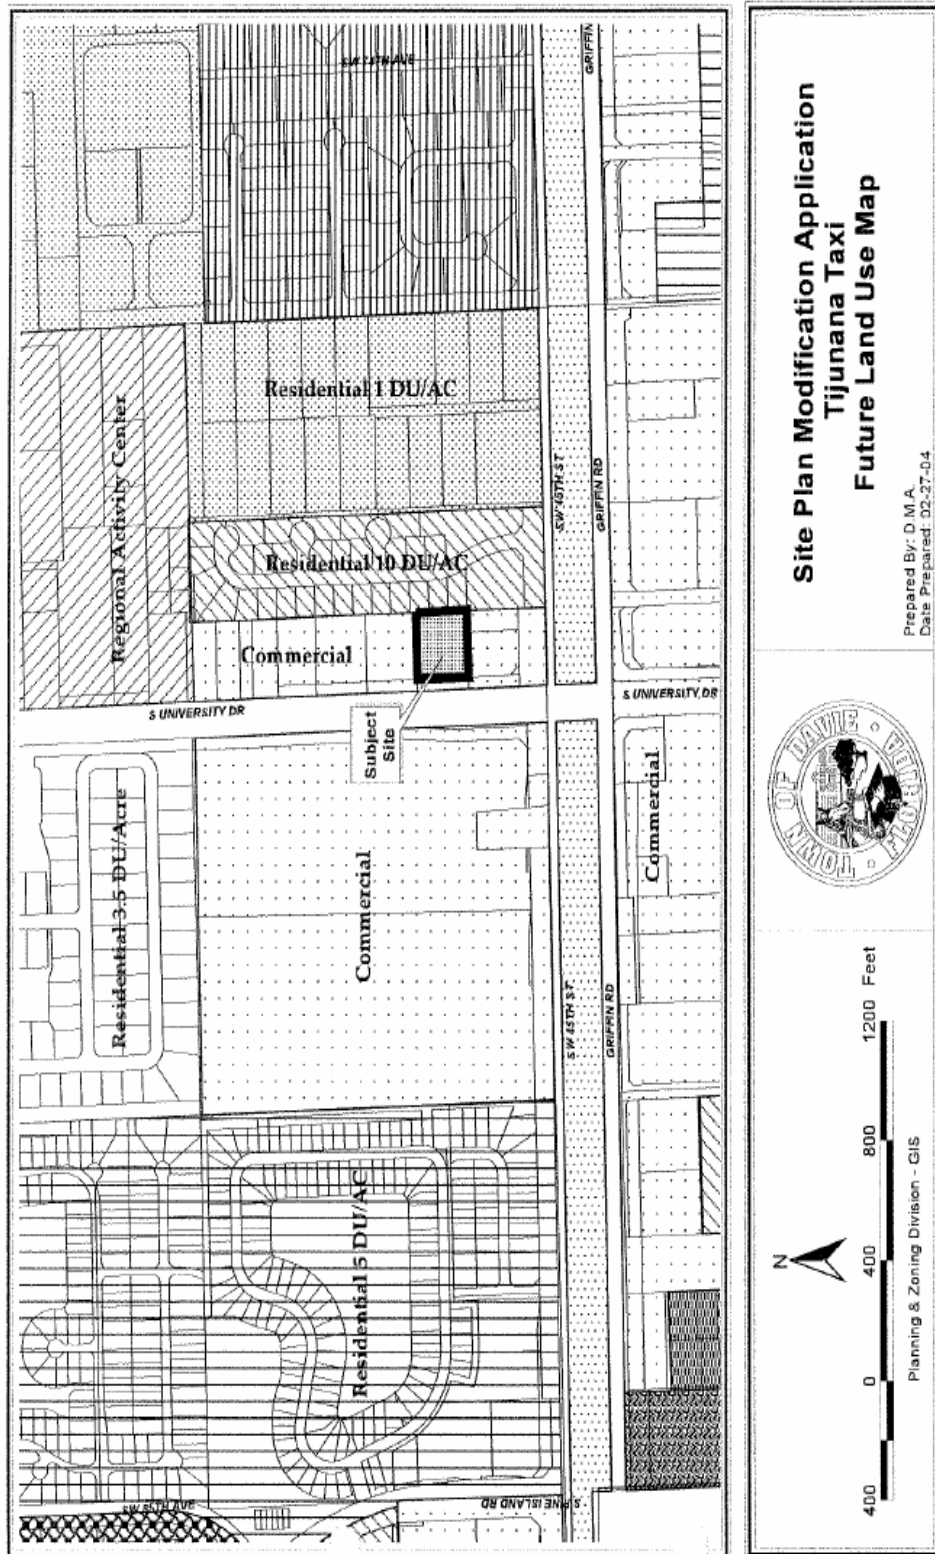 SW 74TH AVE
GRIFFIN
Regional Activity Center
Residential 1 DU/AC
SW 45TH ST
GRIFFIN RD
Residential 10 DU/AC
Commercial
S UNIVERSITY DR
S UNIVERSITY DR
Subject
Site
Residential 3.5 DU/Acre
Commercial
Commercial
SW 45TH ST
GRIFFIN RD
Residential 5 DU/AC
S PINE ISLAND RD
Site Plan Modification Application
Tijunana Taxi
Future Land Use Map
Prepared By: D.M.A.
Date Prepared: 02-27-04
TOWN OF DAVIE
FLORIDA
N
400 0 400 800 1200 Feet
Planning & Zoning Division - GIS